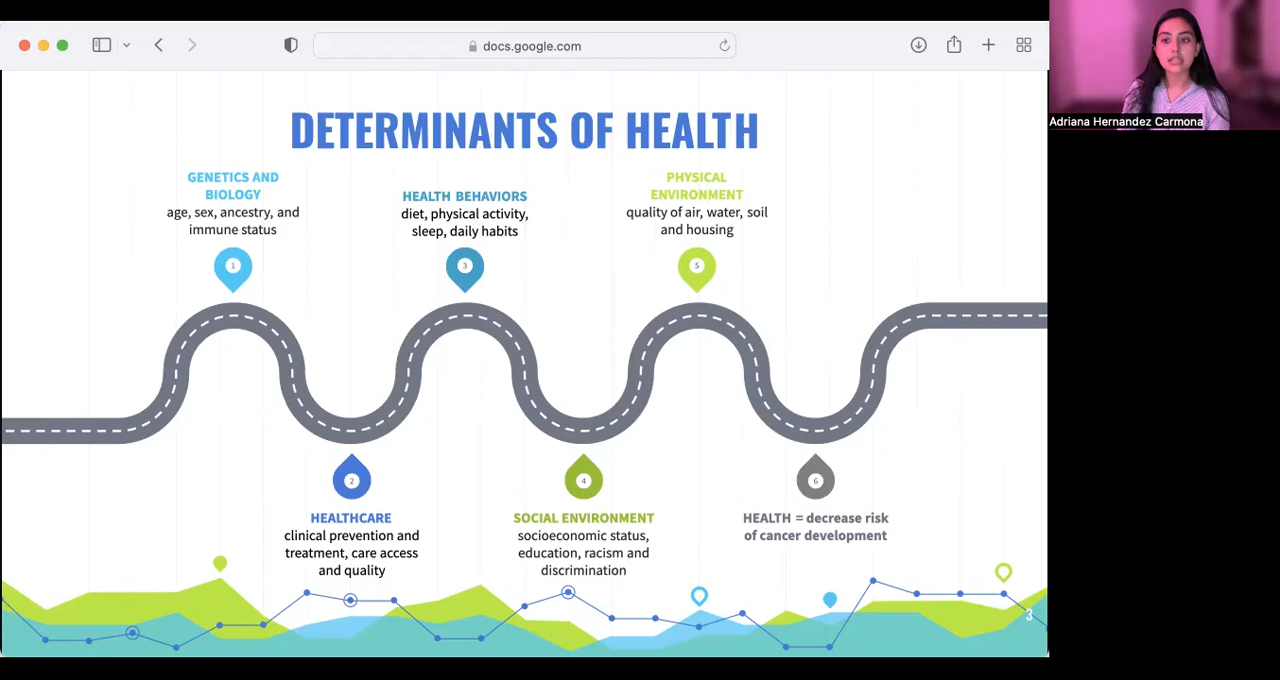 docs.google.com
Adriana Hernandez Carmona
DETERMINANTS OF HEALTH
GENETICS AND
BIOLOGY
age, sex, ancestry, and
immune status
HEALTH BEHAVIORS
diet, physical activity,
sleep, daily habits
PHYSICAL
ENVIRONMENT
quality of air, water, soil
and housing
1
3
5
2
4
6
HEALTHCARE
clinical prevention and
treatment, care access
and quality
SOCIAL ENVIRONMENT
socioeconomic status,
education, racism and
discrimination
HEALTH = decrease risk
of cancer development
3